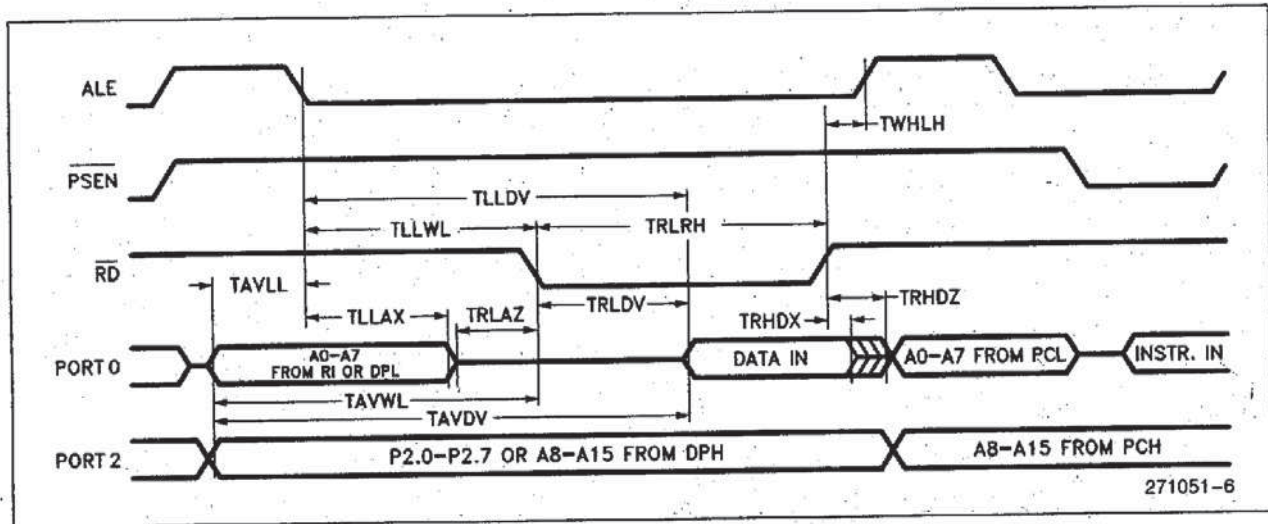 ALE
TWHLH
PSEN
TLLDV
TLLWL
TRLRH
RD
TAVLL
TRLDV
TRHDZ
TLLAX
TRLAZ
TRHDX
PORT 0
A0-A7
FROM RI OR DPL
DATA IN
A0-A7 FROM PCL
INSTR. IN
TAVWL
TAVDV
PORT 2
P2.0-P2.7 OR A8-A15 FROM DPH
A8-A15 FROM PCH
271051-6